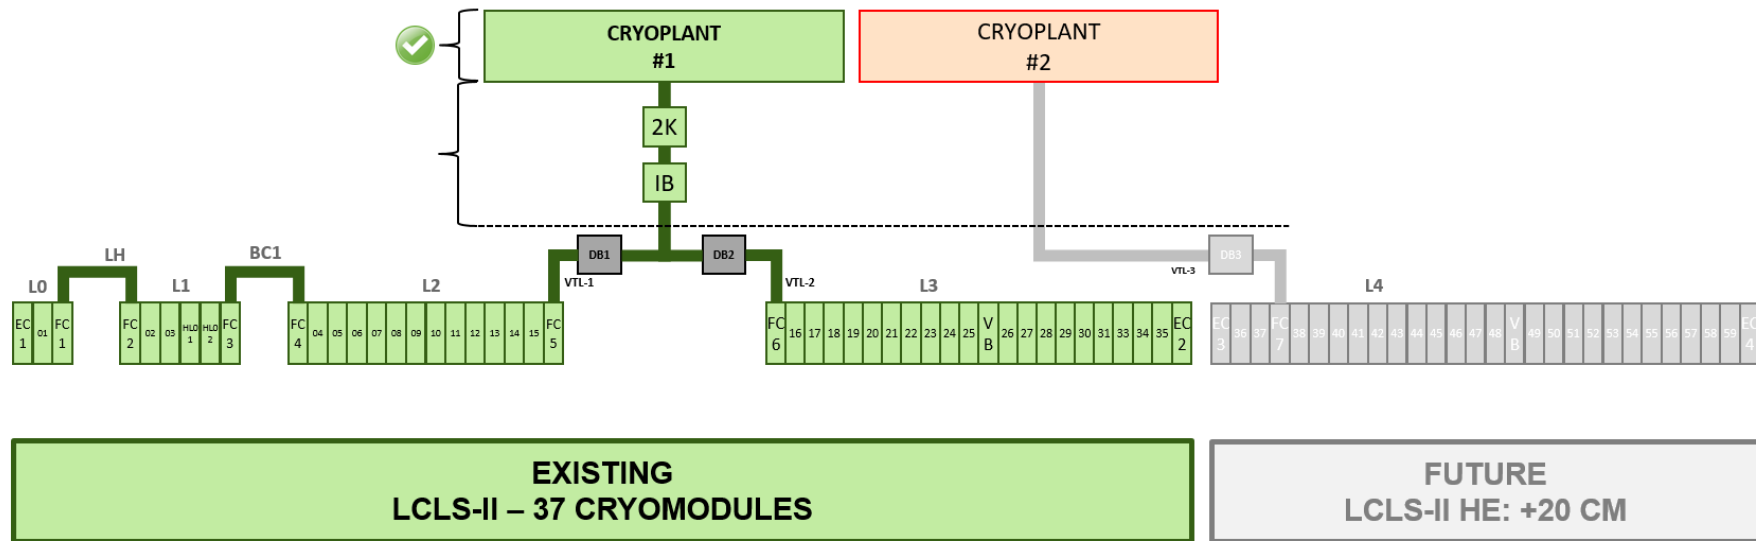 CRYOPLANT
#1
CRYOPLANT
#2
2K
IB
DB1
DB2
DB3
VTL-1
VTL-2
VTL-3
LH
BC1
L0
L1
L2
L3
L4
EC
1
01
FC
1
FC
2
02
03
HL0
1
HL0
2
FC
3
FC
4
04
05
06
07
08
09
10
11
12
13
14
15
FC
5
FC
6
16
17
18
19
20
21
22
23
24
25
V
B
26
27
28
29
30
31
33
34
35
EC
2
EC
3
36
37
FC
7
38
39
40
41
42
43
44
45
46
47
48
V
B
49
50
51
52
53
54
55
56
57
58
59
EC
4
EXISTING
LCLS-II – 37 CRYOMODULES
FUTURE
LCLS-II HE: +20 CM